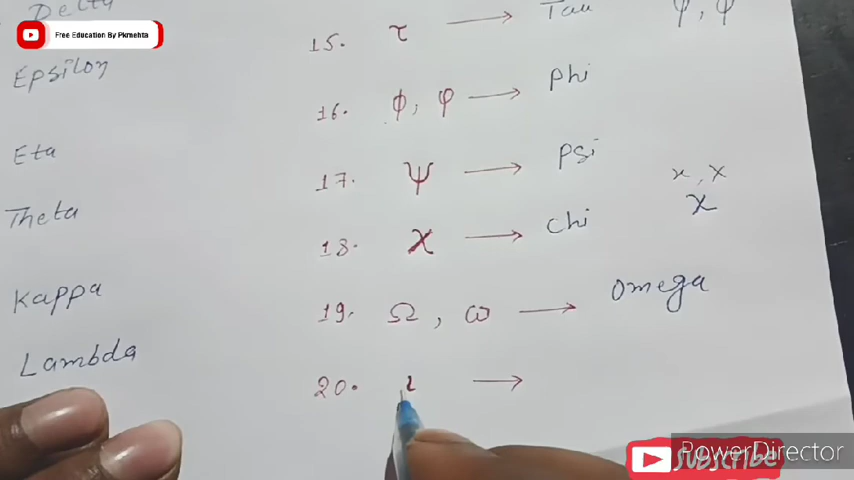 Delta
Free Education By Pkmehta
Epsilon
Eta
Theta
Kappa
Lambda
15. τ → Tau
16. ϕ, φ → Phi
17. Ψ → Psi
18. χ → Chi
19. Ω, ω → Omega
20. ι →
φ, φ
x, X
χ
SUBSCRIBE
PowerDirector